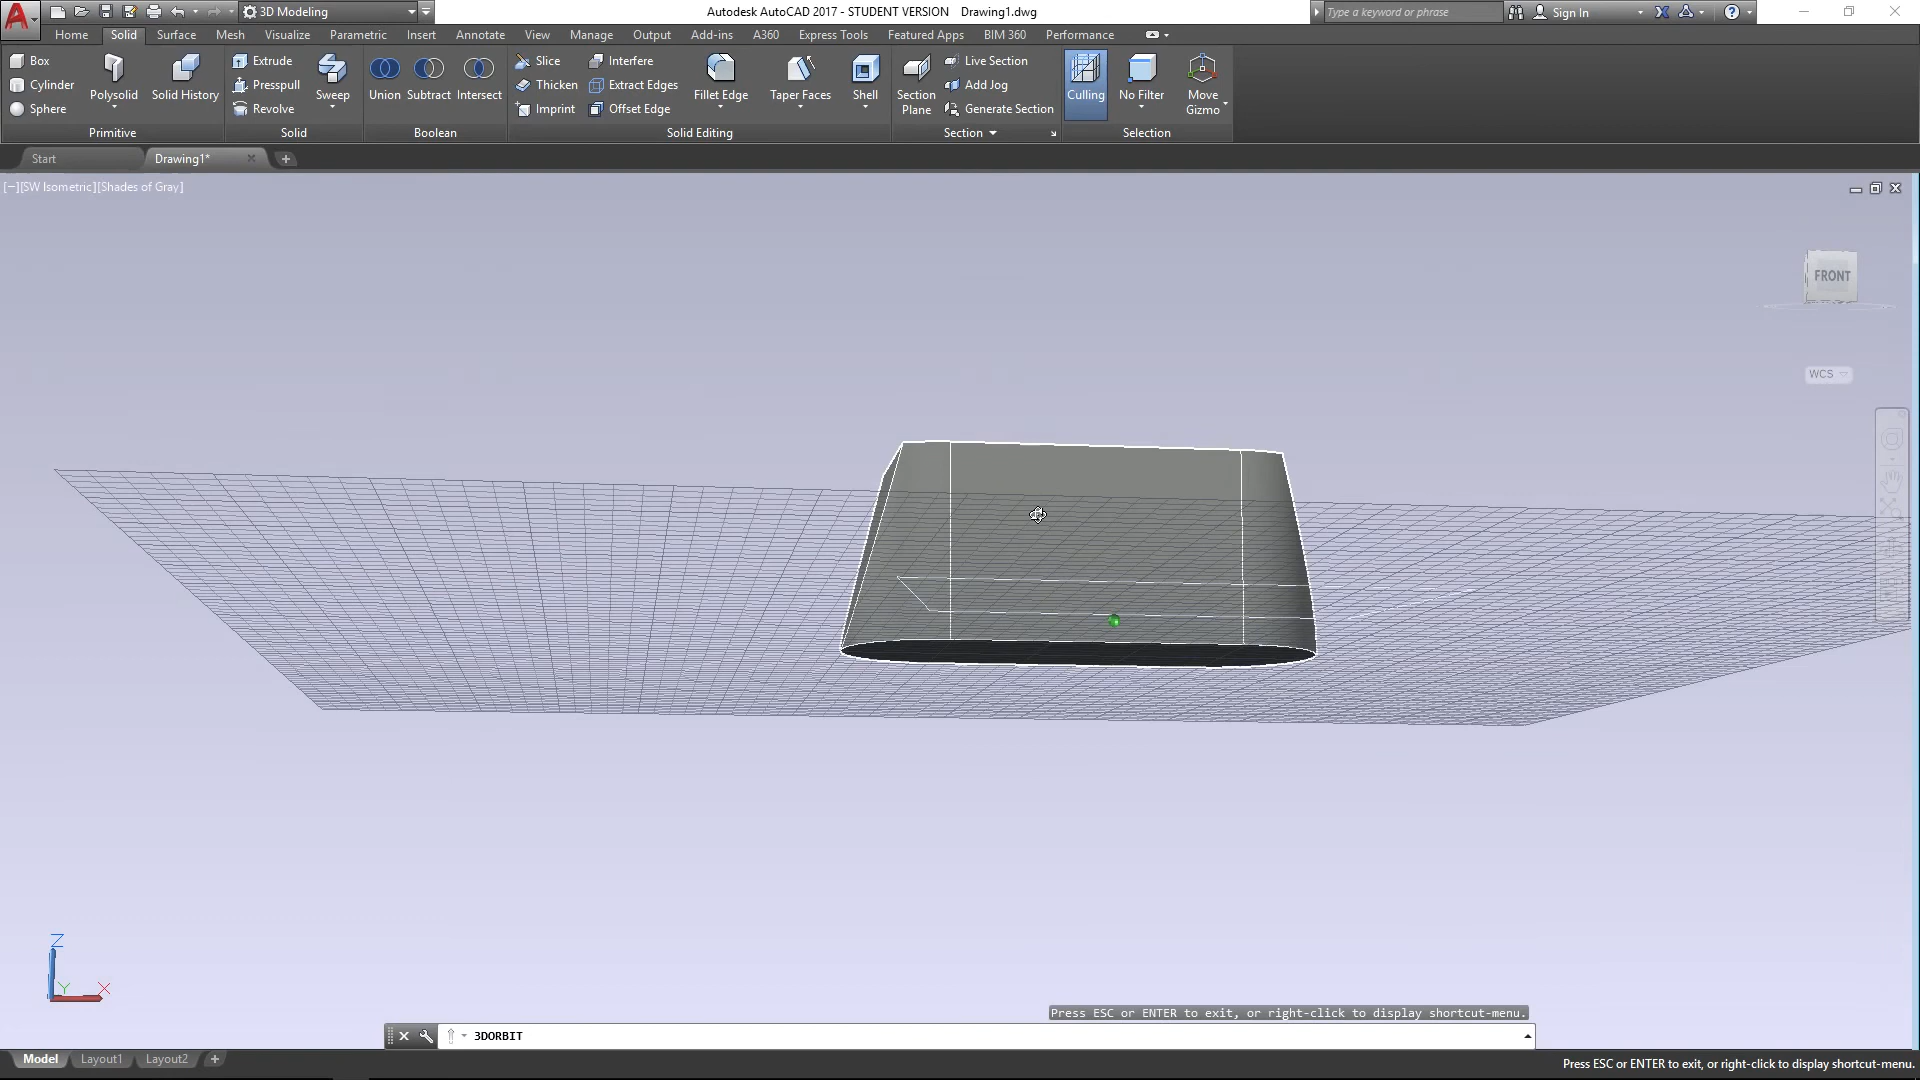 3D Modeling
Autodesk AutoCAD 2017 - STUDENT VERSION Drawing1.dwg
Type a keyword or phrase
Sign In
Home Solid Surface Mesh Visualize Parametric Insert Annotate View Manage Output Add-ins A360 Express Tools Featured Apps BIM 360 Performance
Box
Cylinder
Sphere
Polysolid
Solid History
Primitive
Extrude
Presspull
Revolve
Sweep
Solid
Union Subtract Intersect
Boolean
Slice
Thicken
Imprint
Interfere
Extract Edges
Offset Edge
Fillet Edge
Taper Faces
Shell
Solid Editing
Section
Plane
Live Section
Add Jog
Generate Section
Section
Culling
No Filter
Move
Gizmo
Selection
Start
Drawing1*
[−][SW Isometric][Shades of Gray]
FRONT
WCS
Z
Y
X
Press ESC or ENTER to exit, or right-click to display shortcut-menu.
3DORBIT
Model Layout1 Layout2
Press ESC or ENTER to exit, or right-click to display shortcut-menu.